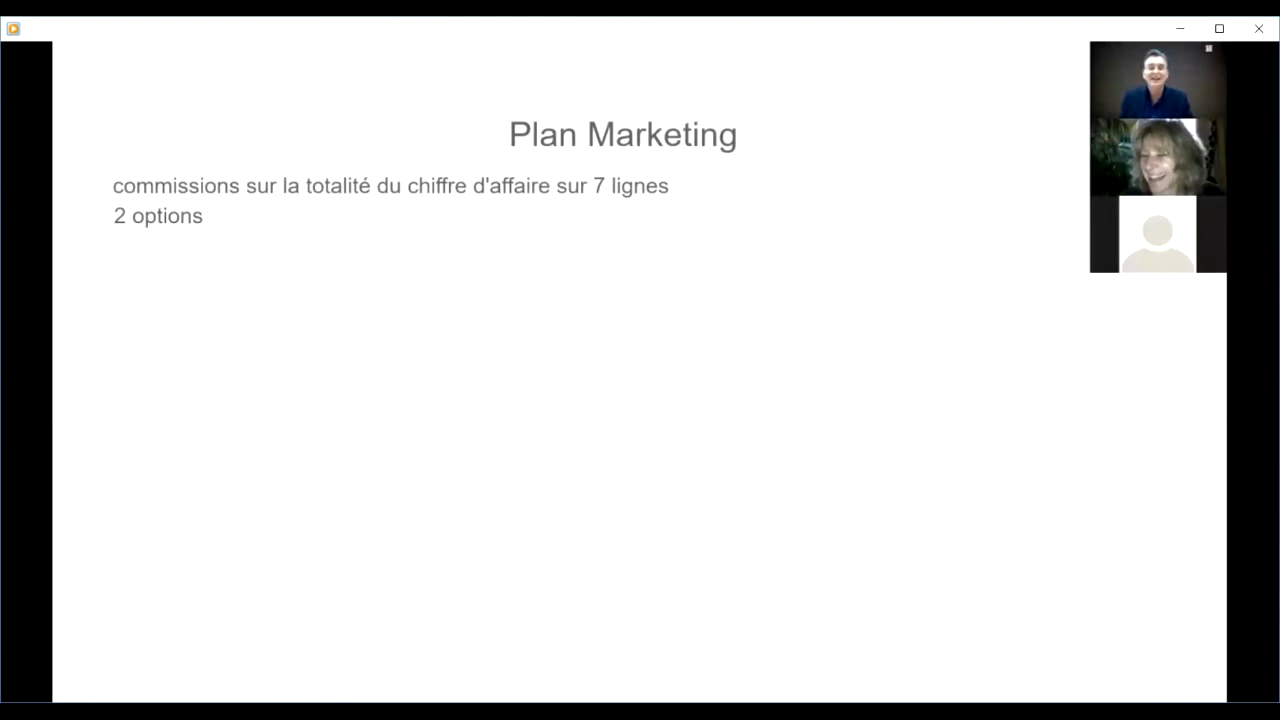 Plan Marketing
commissions sur la totalité du chiffre d'affaire sur 7 lignes
2 options